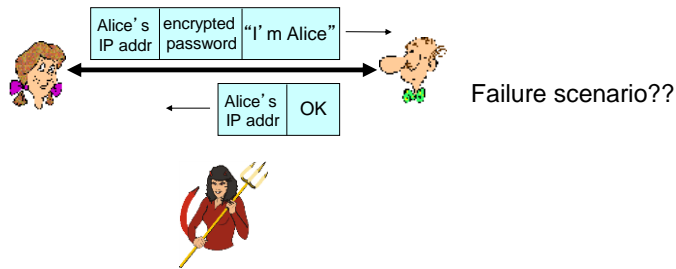 Alice’s
IP addr
encrypted
password
“I’m Alice”
Failure scenario??
Alice’s
IP addr
OK